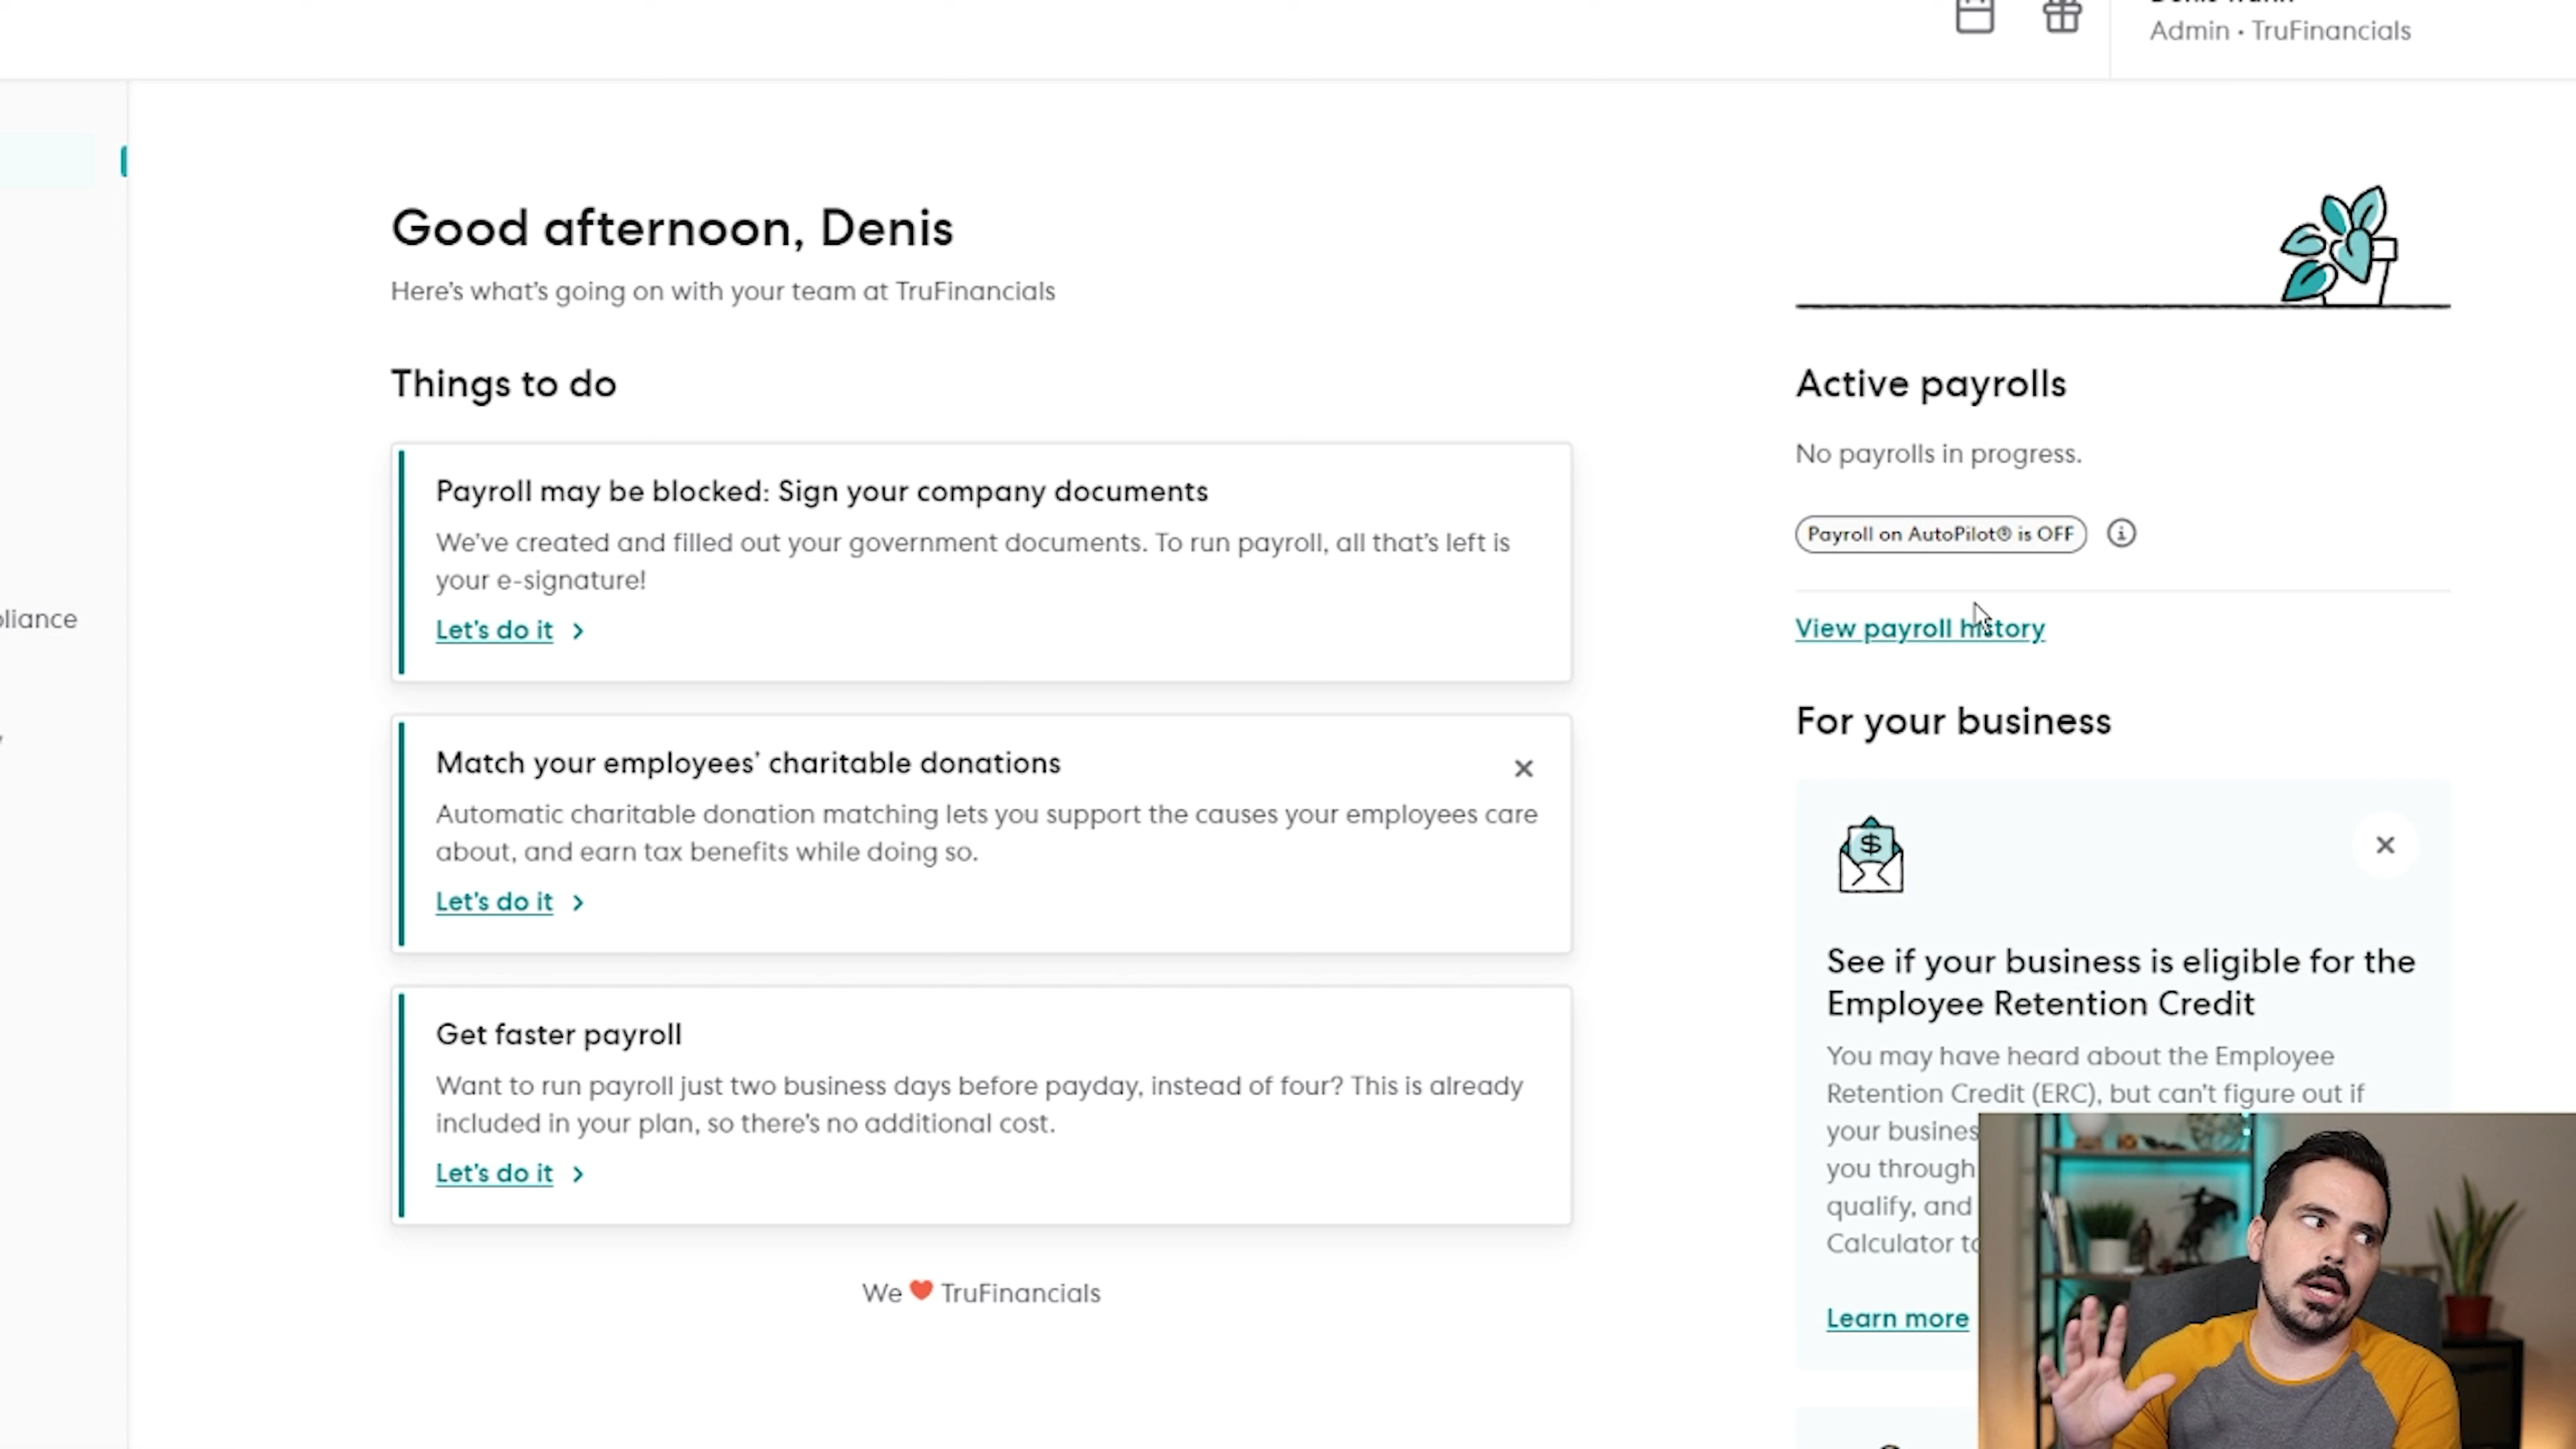 Admin • TruFinancials
Good afternoon, Denis
Here's what's going on with your team at TruFinancials
Things to do
Payroll may be blocked: Sign your company documents
We've created and filled out your government documents. To run payroll, all that's left is
your e-signature!
Let's do it
Match your employees' charitable donations
Automatic charitable donation matching lets you support the causes your employees care
about, and earn tax benefits while doing so.
Let's do it
Get faster payroll
Want to run payroll just two business days before payday, instead of four? This is already
included in your plan, so there's no additional cost.
Let's do it
We ❤ TruFinancials
Active payrolls
No payrolls in progress.
Payroll on AutoPilot® is OFF
View payroll history
For your business
$
See if your business is eligible for the
Employee Retention Credit
You may have heard about the Employee
Retention Credit (ERC), but can't figure out if
your busines
you through
qualify, and
Calculator to
Learn more
pliance